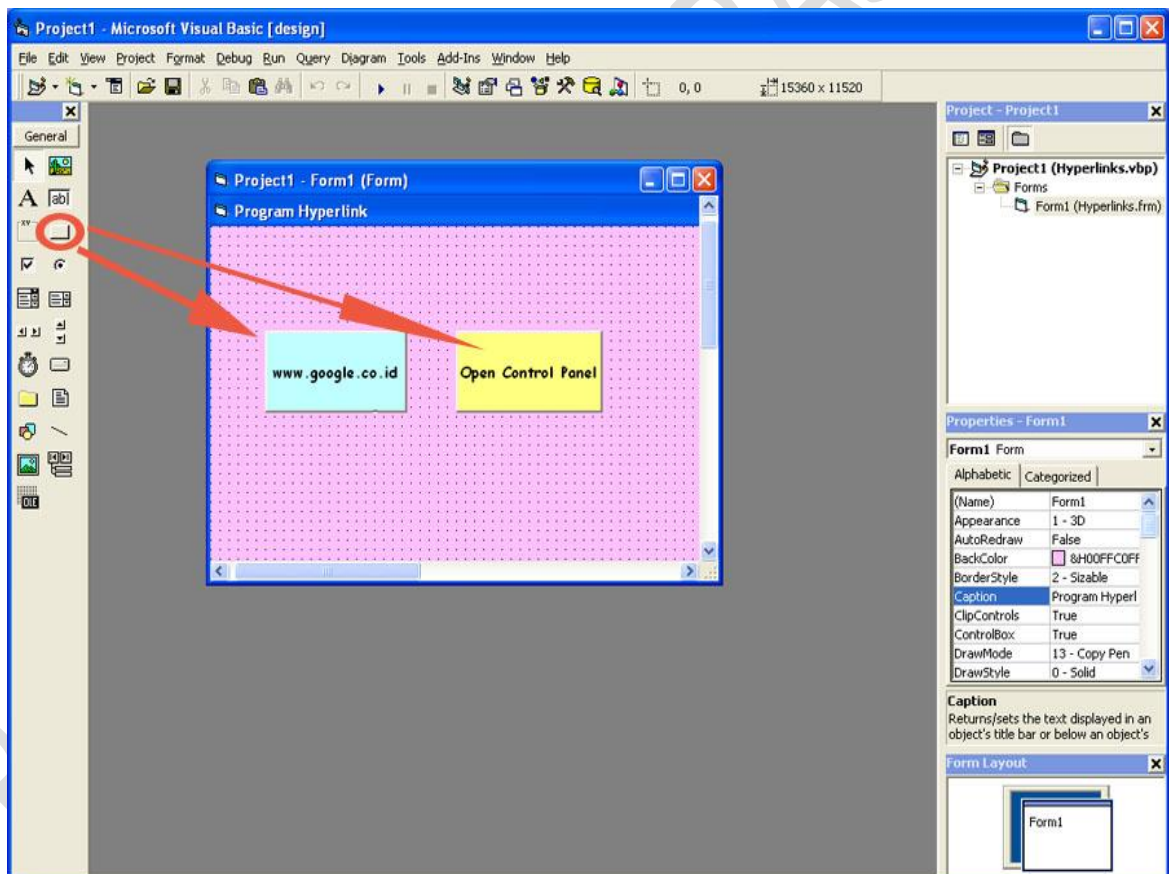 Project1 - Microsoft Visual Basic [design]
File Edit View Project Format Debug Run Query Diagram Tools Add-Ins Window Help
0, 0 15360 x 11520
General
A abl
XY
OLE
Project1 - Form1 (Form)
Program Hyperlink
www.google.co.id
Open Control Panel
Project - Project1
Project1 (Hyperlinks.vbp)
Forms
Form1 (Hyperlinks.frm)
Properties - Form1
Form1 Form
Alphabetic Categorized
(Name) Form1
Appearance 1 - 3D
AutoRedraw False
BackColor &H00FFC0FF
BorderStyle 2 - Sizable
Caption Program Hyperl
ClipControls True
ControlBox True
DrawMode 13 - Copy Pen
DrawStyle 0 - Solid
Caption
Returns/sets the text displayed in an
object's title bar or below an object's
Form Layout
Form1